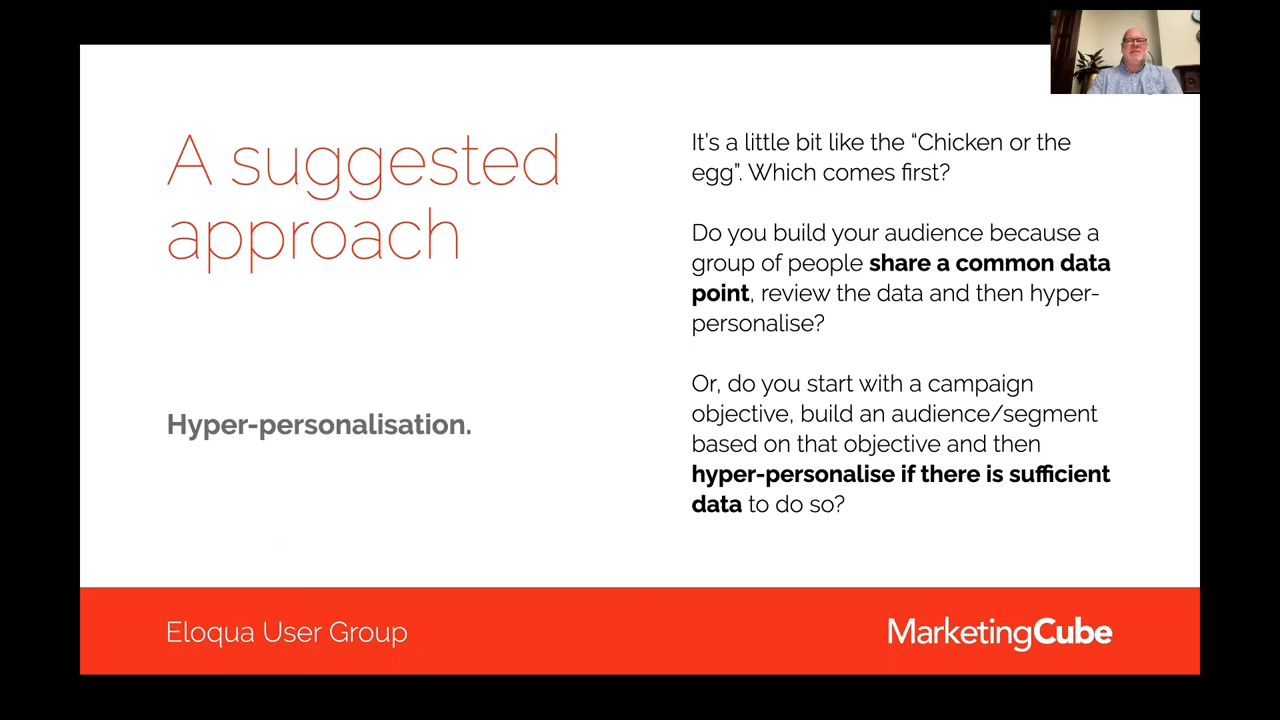 A suggested
approach
Hyper-personalisation.
It's a little bit like the “Chicken or the
egg”. Which comes first?
Do you build your audience because a
group of people share a common data
point, review the data and then hyper-
personalise?
Or, do you start with a campaign
objective, build an audience/segment
based on that objective and then
hyper-personalise if there is sufficient
data to do so?
Eloqua User Group
MarketingCube